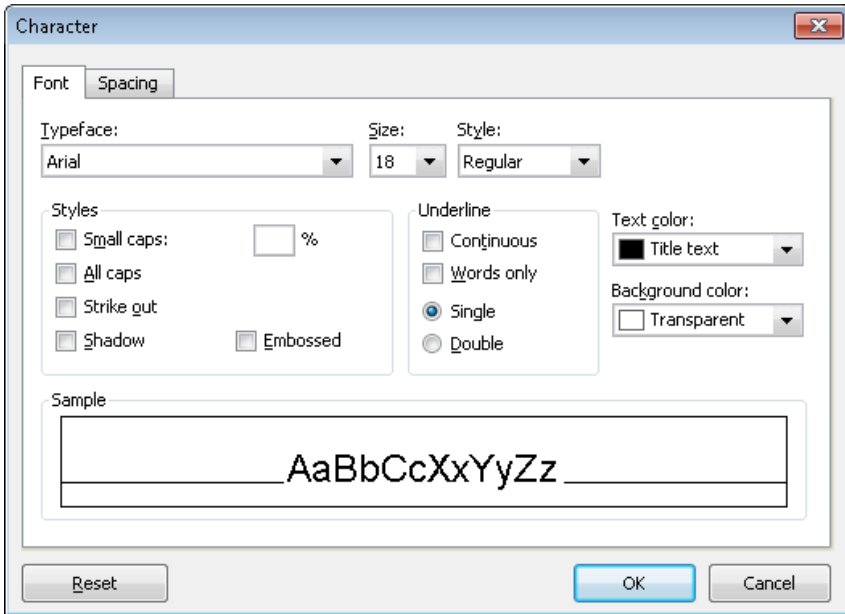 Character
Font Spacing
Typeface: Size: Style:
Arial 18 Regular
Styles Underline
Small caps: % Continuous Text color:
Title text
All caps Words only
Background color:
Strike out Single
Transparent
Shadow Embossed Double
Sample
AaBbCcXxYyZz
Reset OK Cancel